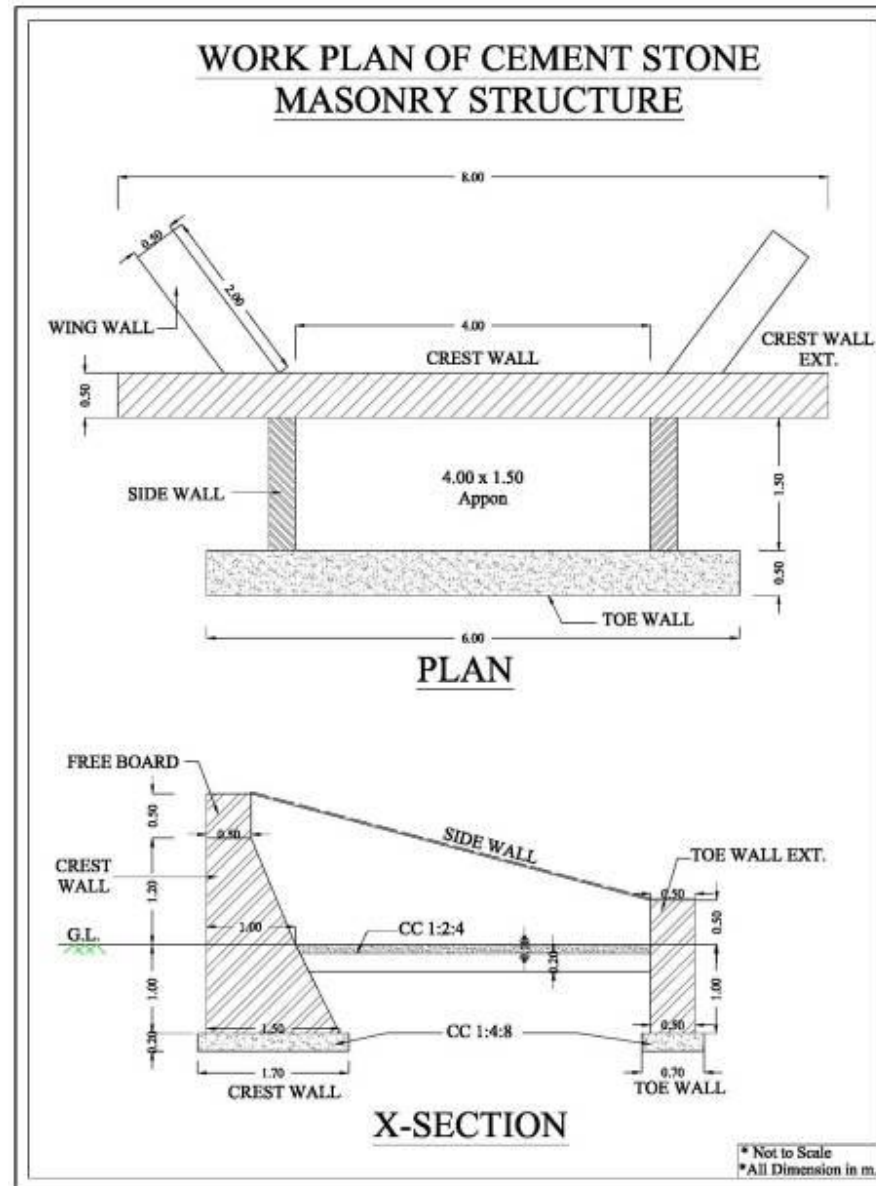 WORK PLAN OF CEMENT STONE
MASONRY STRUCTURE
8.00
0.50
2.00
WING WALL
4.00
CREST WALL
CREST WALL
EXT.
0.50
SIDE WALL
4.00 x 1.50
Appon
1.50
0.50
TOE WALL
6.00
PLAN
FREE BOARD
0.50
0.50
SIDE WALL
TOE WALL EXT.
CREST
WALL
1.20
0.50
0.50
1.00
CC 1:2:4
G.L.
0.20
1.00
1.00
1.50
CC 1:4:8
0.50
0.20
1.70
0.70
CREST WALL
TOE WALL
X-SECTION
* Not to Scale
*All Dimension in m.